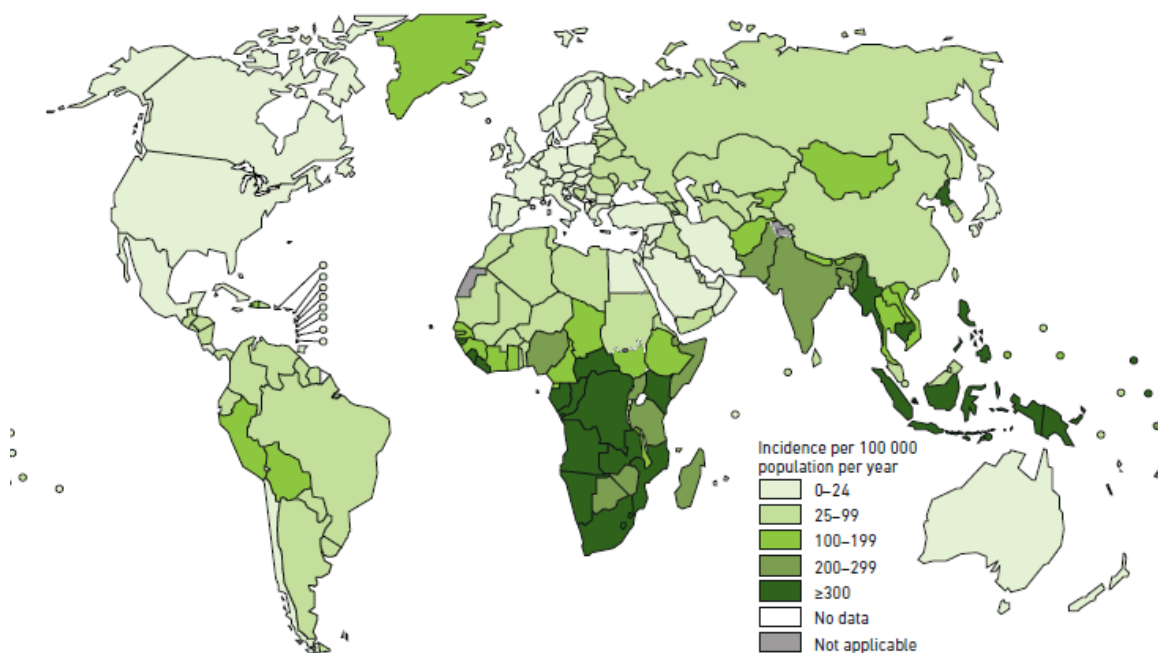 Incidence per 100 000
population per year
0–24
25–99
100–199
200–299
≥300
No data
Not applicable